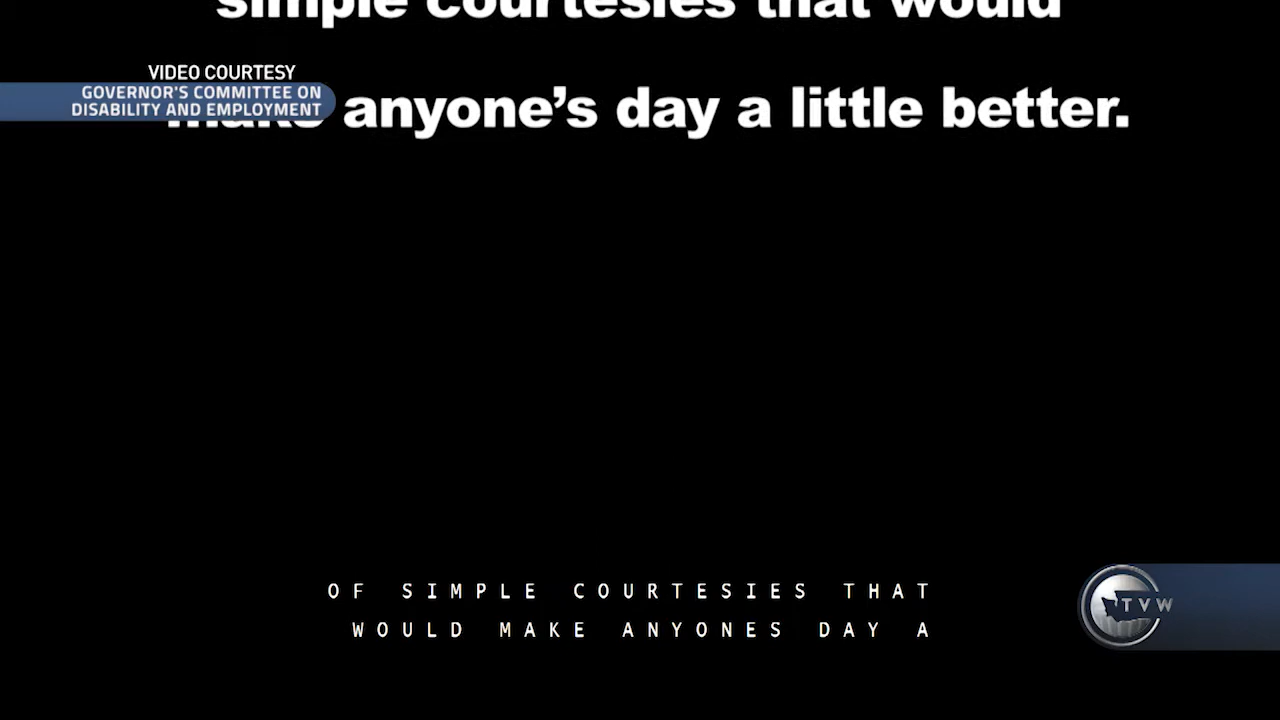 simple courtesies that would
VIDEO COURTESY
GOVERNOR'S COMMITTEE ON
DISABILITY AND EMPLOYMENT
make anyone’s day a little better.
OF SIMPLE COURTESIES THAT
WOULD MAKE ANYONES DAY A
TVW